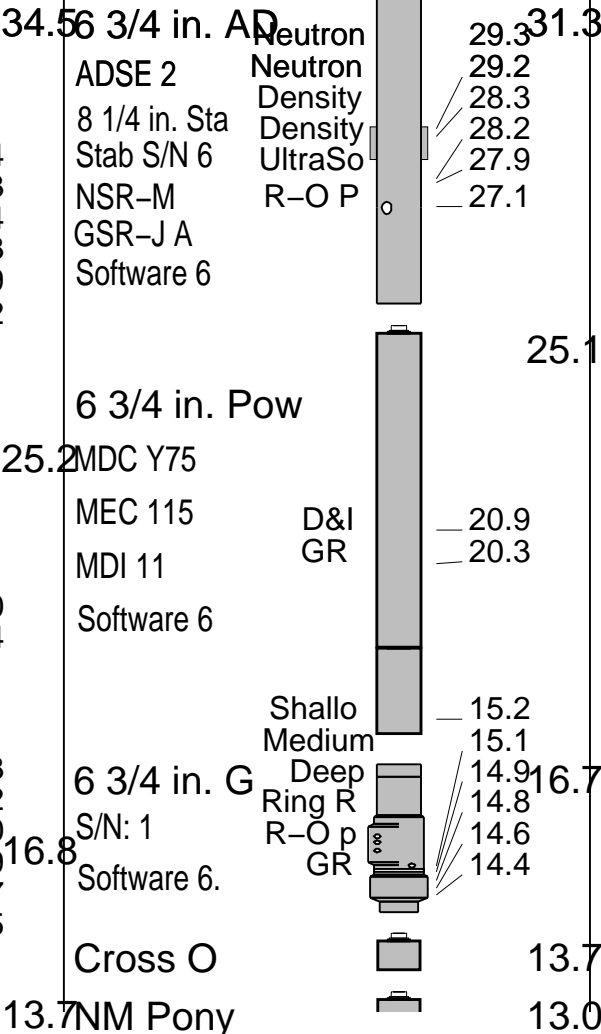 34.5 6 3/4 in. AD Neutron 29.3 31.3
ADSE 2 Neutron 29.2
Density 28.3
8 1/4 in. Sta Density 28.2
Stab S/N 6 UltraSo 27.9
NSR–M R–O P 27.1
GSR–J A
Software 6
25.1
6 3/4 in. Pow
25.2 MDC Y75
MEC 115 D&I 20.9
GR 20.3
MDI 11
Software 6
Shallo 15.2
Medium 15.1
6 3/4 in. G Deep 14.9 16.7
Ring R 14.8
S/N: 1 R–O p 14.6
16.8 GR 14.4
Software 6.
Cross O 13.7
13.7 NM Pony 13.0